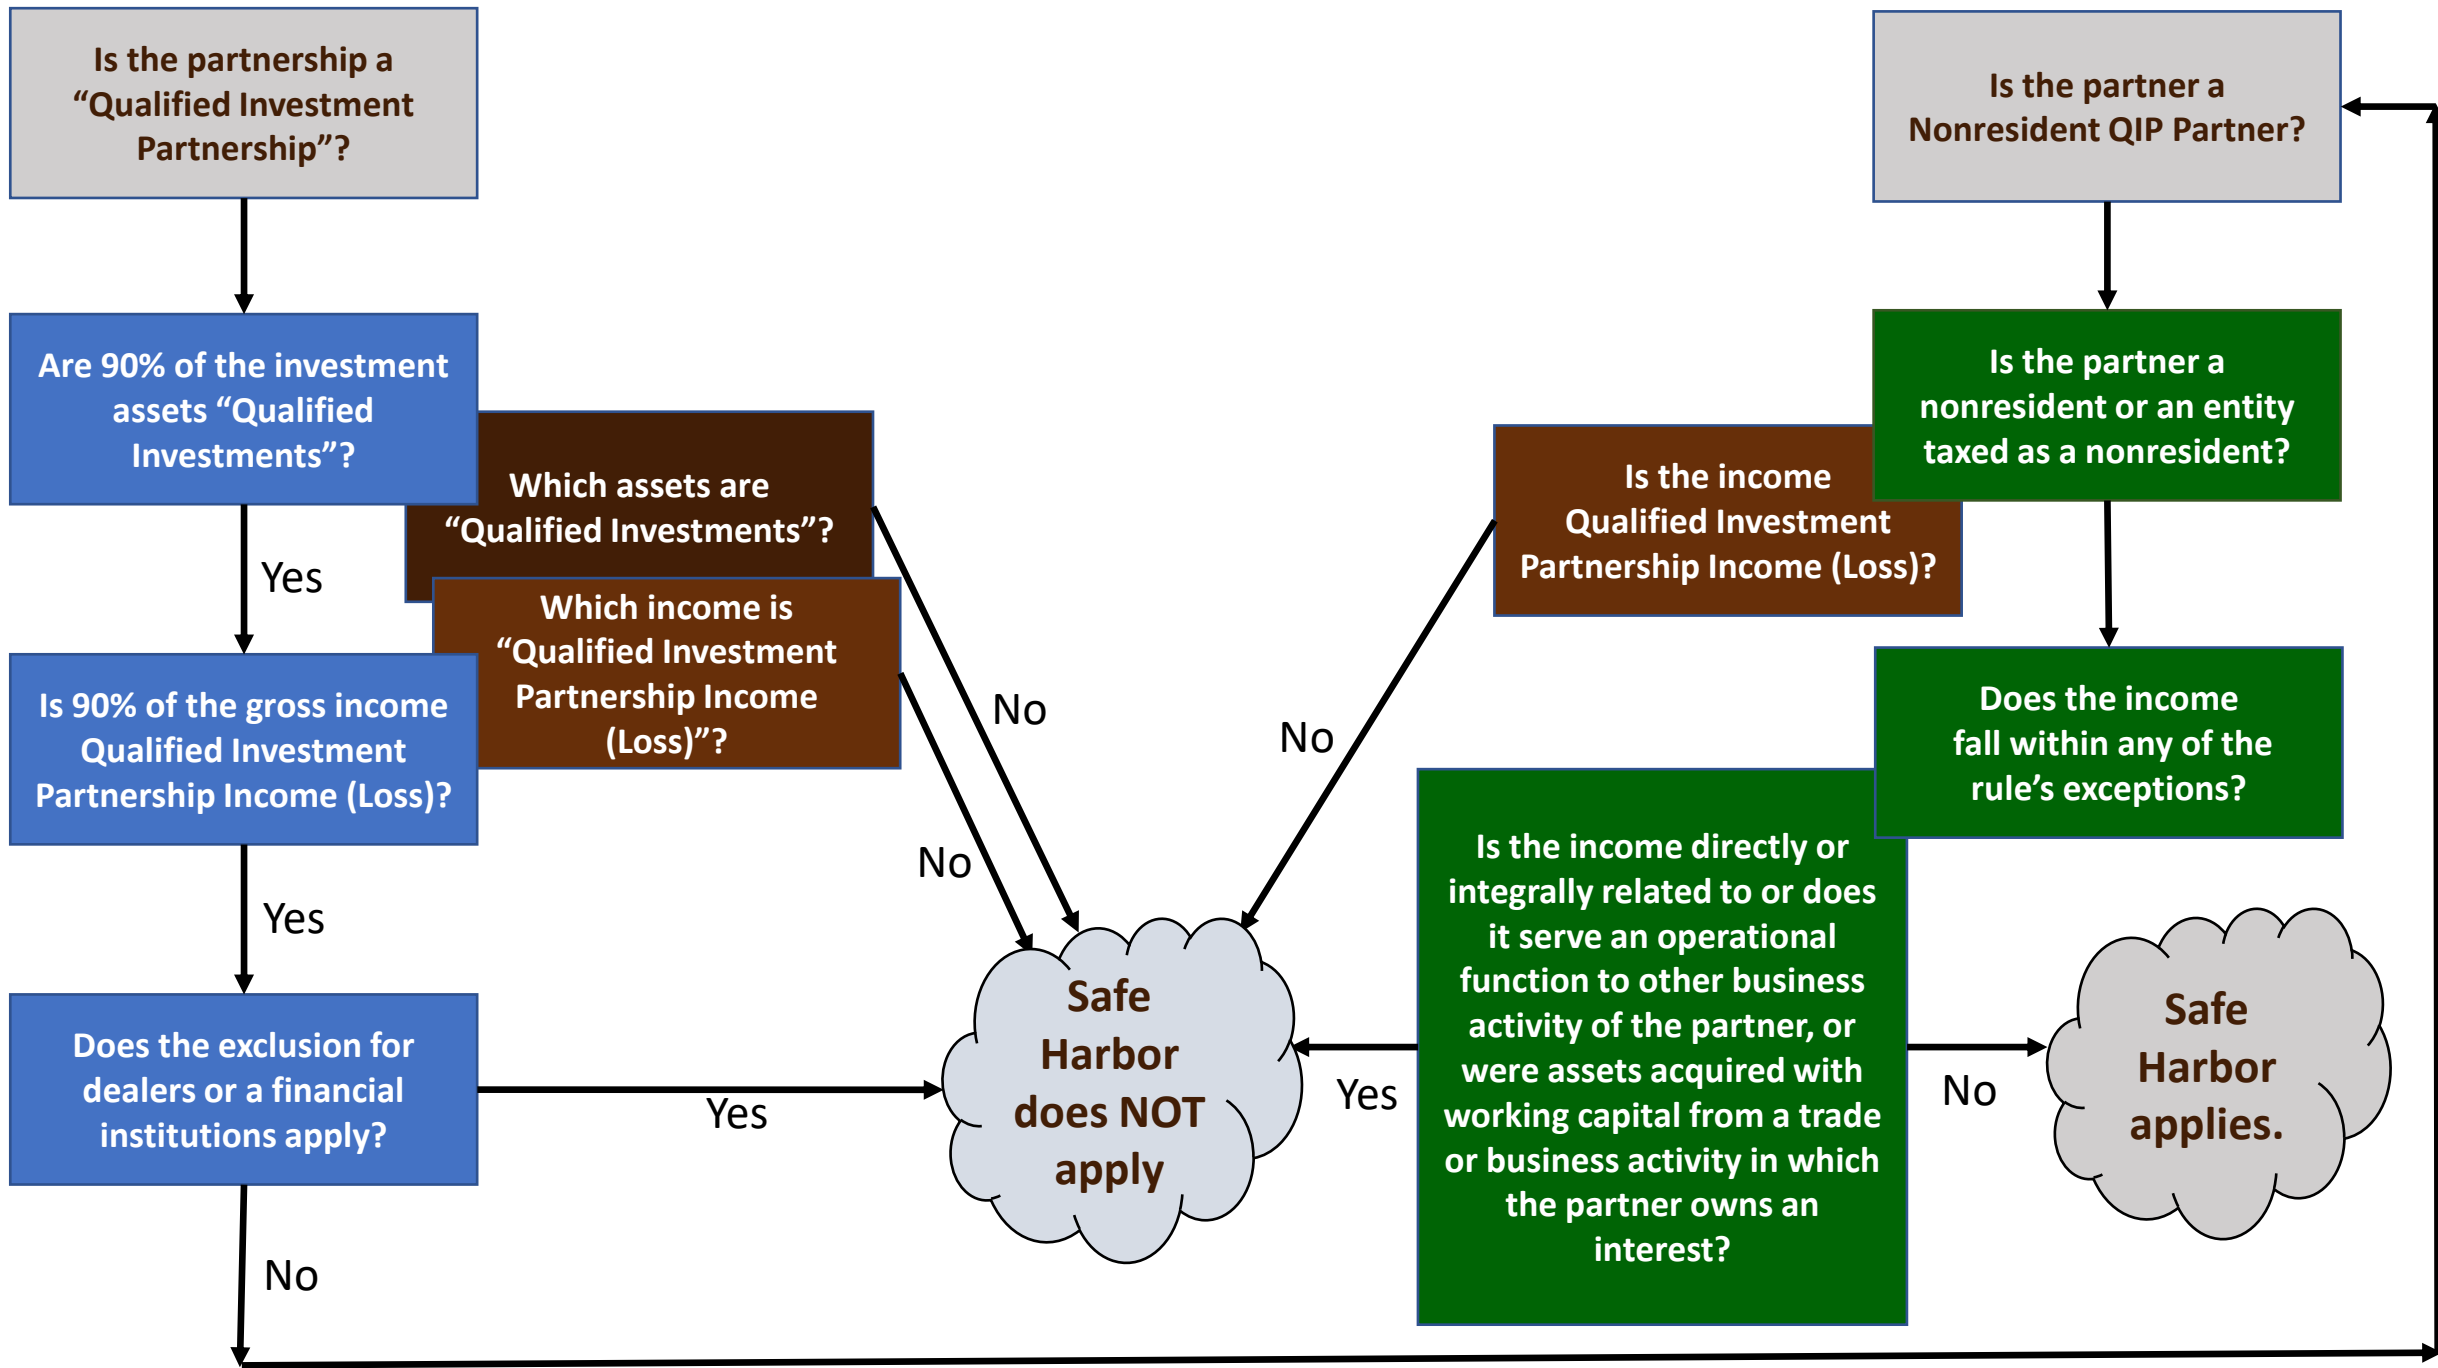 Is the partnership a
“Qualified Investment
Partnership”?
Are 90% of the investment
assets “Qualified
Investments”?
Which assets are
“Qualified Investments”?
Yes
Which income is
“Qualified Investment
Partnership Income
(Loss)”?
Is 90% of the gross income
Qualified Investment
Partnership Income (Loss)?
No
No
Yes
Does the exclusion for
dealers or a financial
institutions apply?
Yes
No
Safe
Harbor
does NOT
apply
Is the partner a
Nonresident QIP Partner?
Is the partner a
nonresident or an entity
taxed as a nonresident?
Is the income
Qualified Investment
Partnership Income (Loss)?
No
Does the income
fall within any of the
rule’s exceptions?
Is the income directly or
integrally related to or does
it serve an operational
function to other business
activity of the partner, or
were assets acquired with
working capital from a trade
or business activity in which
the partner owns an
interest?
Yes
No
Safe
Harbor
applies.